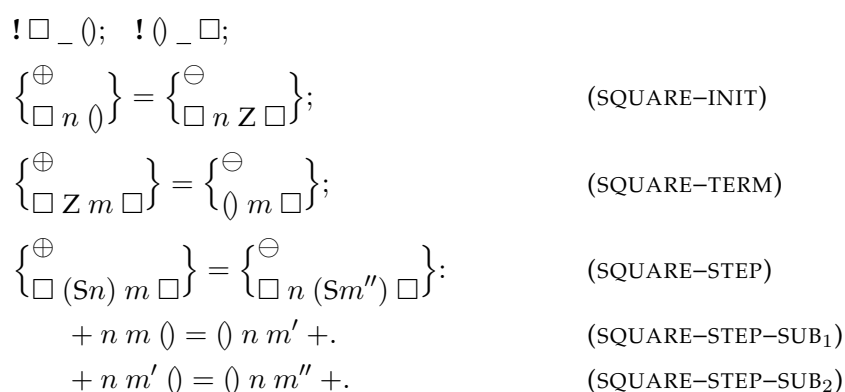 ! □ _ (); ! () _ □;
{⊕ □ n ()} = {⊖ □ n Z □}; (SQUARE–INIT)
{⊕ □ Z m □} = {⊖ () m □}; (SQUARE–TERM)
{⊕ □ (Sn) m □} = {⊖ □ n (Sm′′) □}: (SQUARE–STEP)
+ n m () = () n m′ +. (SQUARE–STEP–SUB₁)
+ n m′ () = () n m′′ +. (SQUARE–STEP–SUB₂)